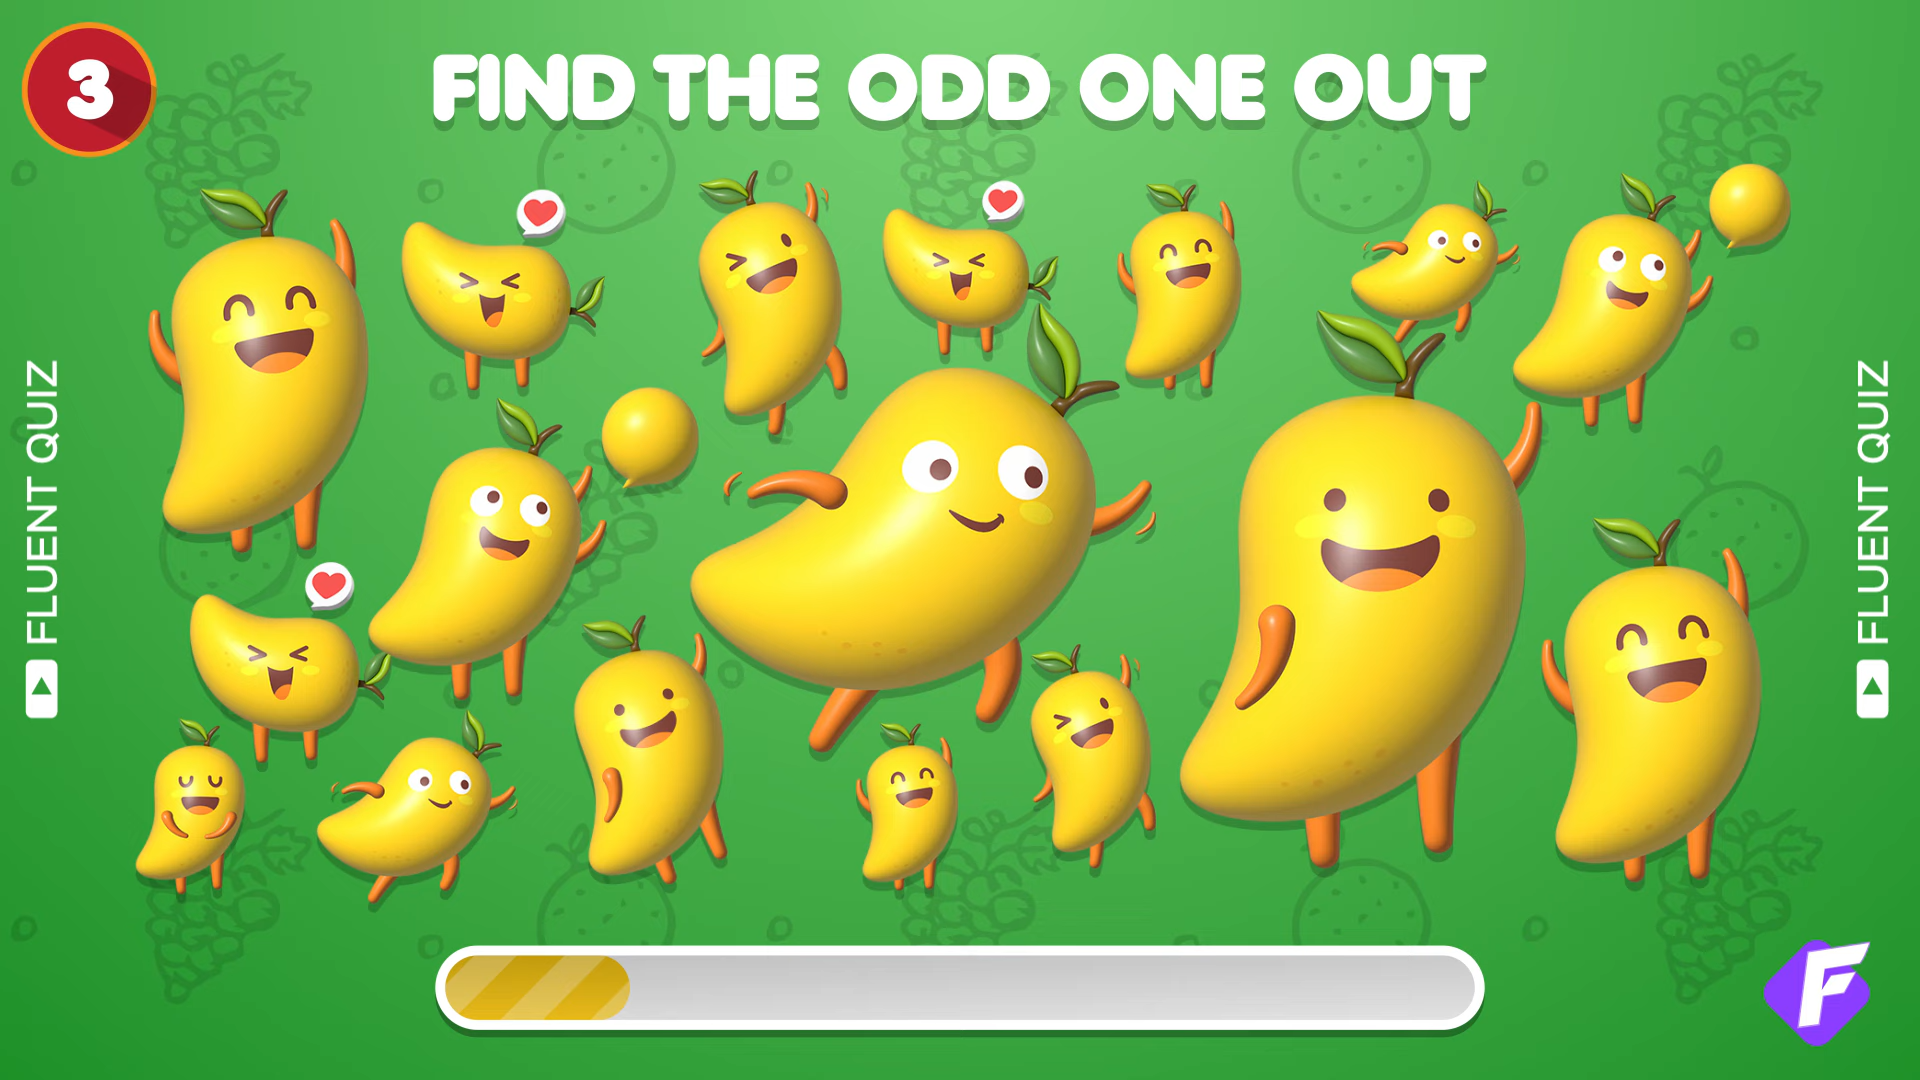 3
FIND THE ODD ONE OUT
FLUENT QUIZ
FLUENT QUIZ
F